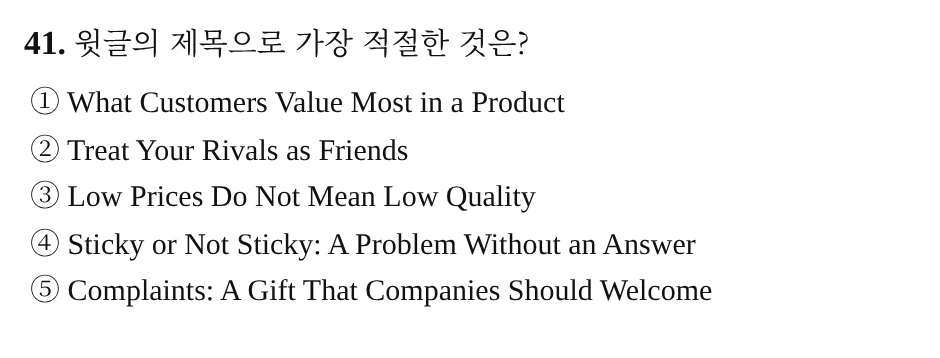 41. 윗글의 제목으로 가장 적절한 것은?
① What Customers Value Most in a Product
② Treat Your Rivals as Friends
③ Low Prices Do Not Mean Low Quality
④ Sticky or Not Sticky: A Problem Without an Answer
⑤ Complaints: A Gift That Companies Should Welcome